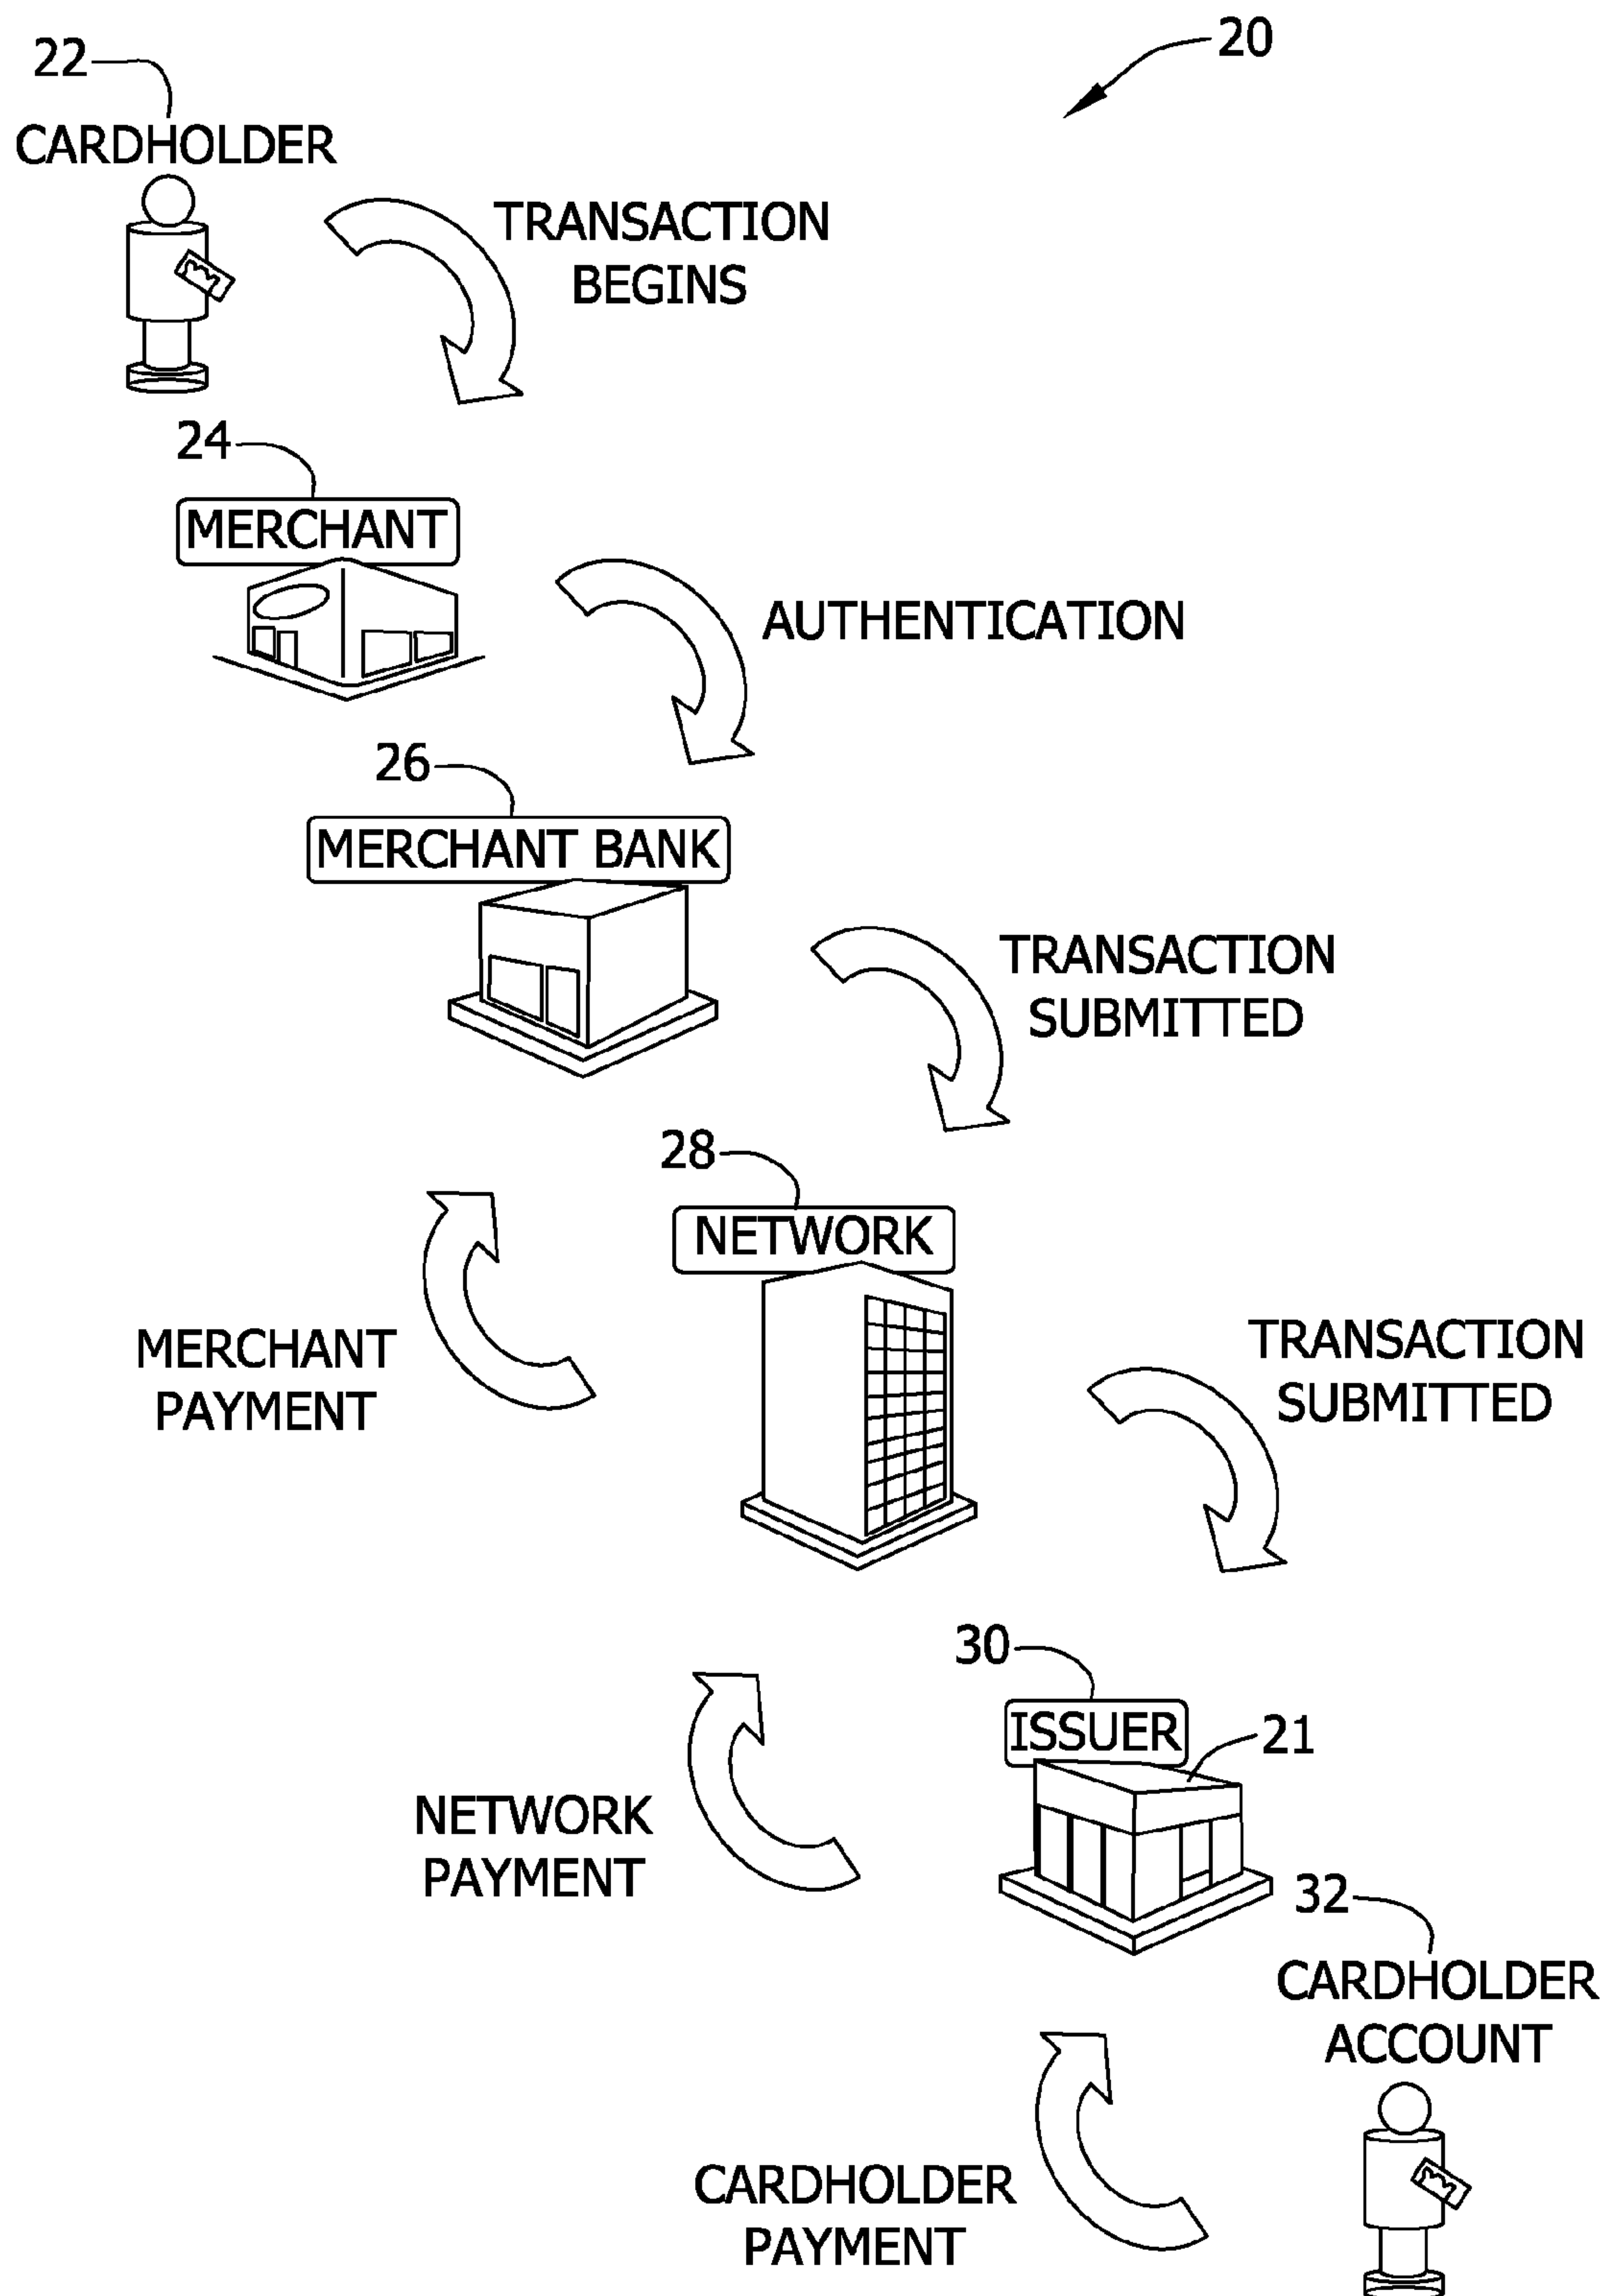 20
22
CARDHOLDER
TRANSACTION
BEGINS
24
MERCHANT
AUTHENTICATION
26
MERCHANT BANK
TRANSACTION
SUBMITTED
28
NETWORK
MERCHANT
PAYMENT
TRANSACTION
SUBMITTED
30
ISSUER
21
NETWORK
PAYMENT
32
CARDHOLDER
ACCOUNT
CARDHOLDER
PAYMENT